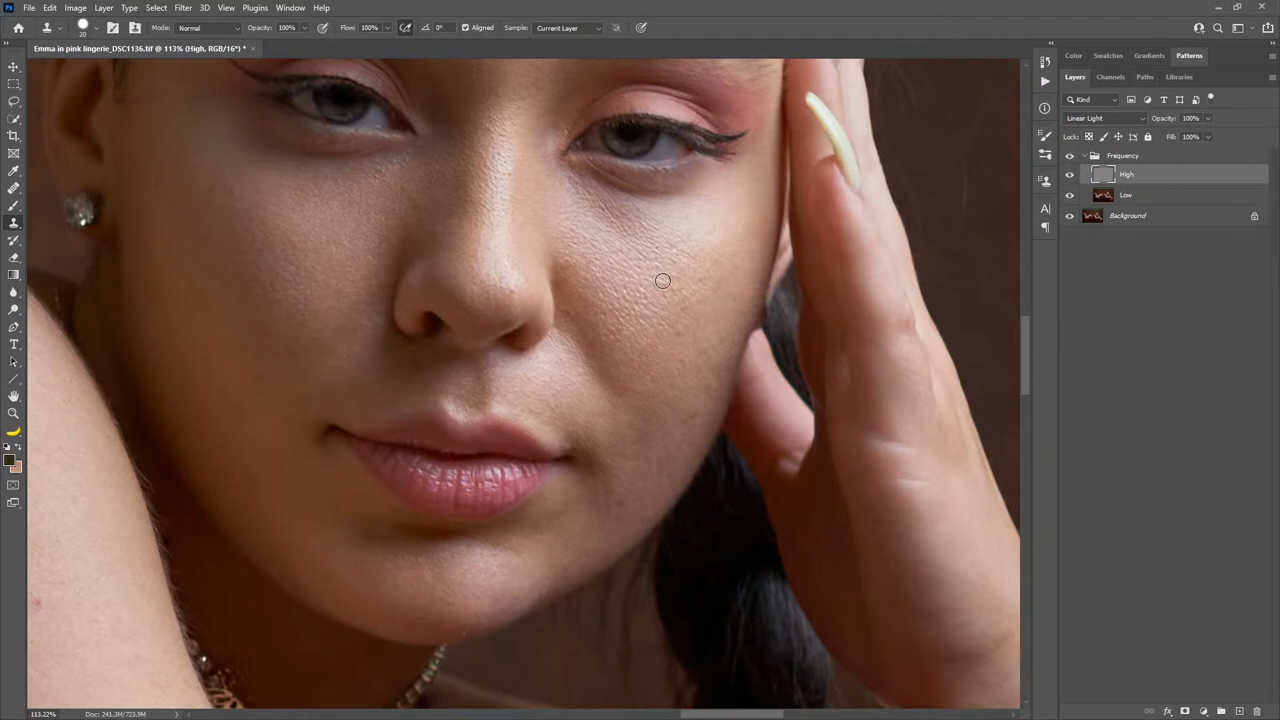 File Edit Image Layer Type Select Filter 3D View Plugins Window Help
20 Mode: Normal Opacity: 100% Flow: 100% 0° Aligned Sample: Current Layer
Emma in pink lingerie_DSC1136.tif @ 113% (High, RGB/16*) *
Color Swatches Gradients Patterns
Layers Channels Paths Libraries
Kind
Linear Light Opacity: 100%
Lock: Fill: 100%
Frequency
High
Low
Background
113.22% Doc: 241.3M/723.9M